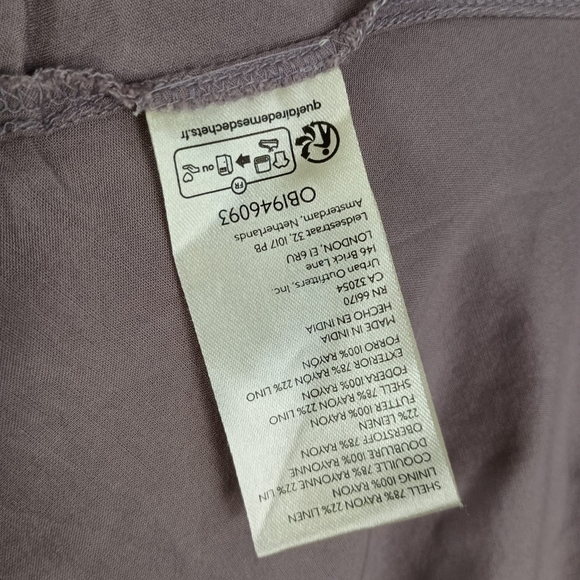 SHELL 78% RAYON 22% LINEN
LINING 100% RAYON
COQUILLE 78% RAYONNE 22% LIN
DOUBLURE 100% RAYONNE
OBERSTOFF 78% RAYON
22% LEINEN
FUTTER 100% RAYON
SHELL 78% RAYON 22% LINO
FODERA 100% RAYON
EXTERIOR 78% RAYON 22% LINO
FORRO 100% RAYON
MADE IN INDIA
HECHO EN INDIA
RN 66170
CA 32054
Urban Outfitters, Inc.
146 Brick Lane
LONDON, E1 6RU
Leidsestraat 32, 1017 PB
Amsterdam, Netherlands
OB1946093
FR
ou
quefairedemesdechets.fr